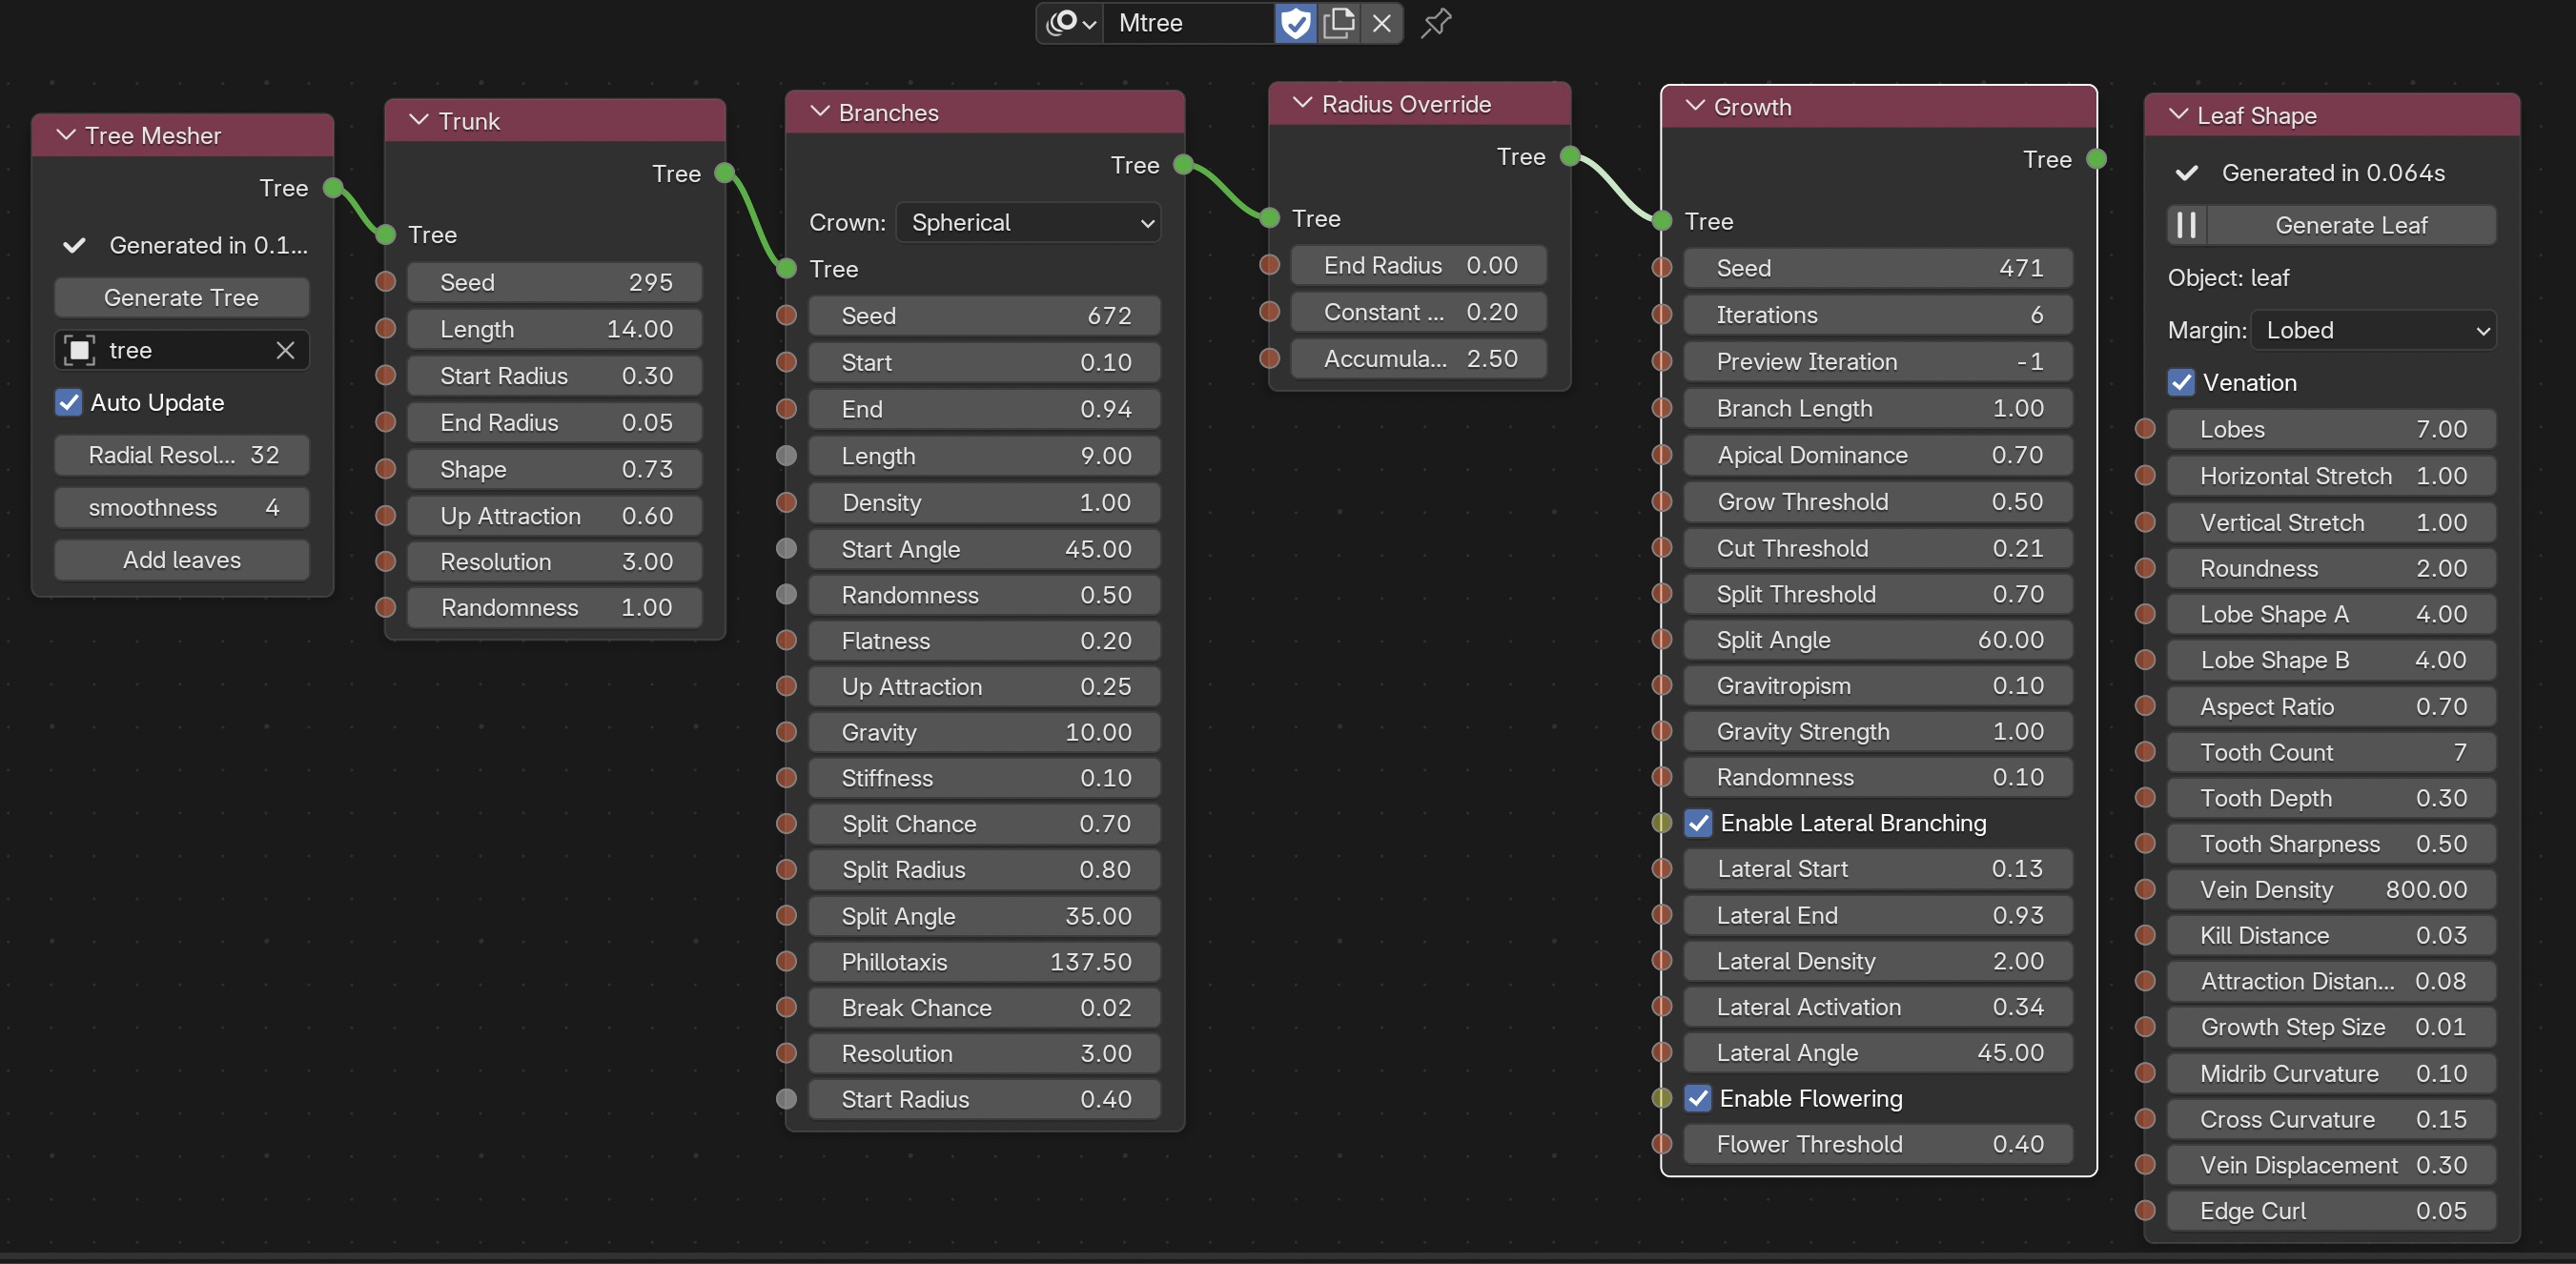 Mtree
Tree Mesher
Tree
Generated in 0.1...
Generate Tree
tree
Auto Update
Radial Resol... 32
smoothness 4
Add leaves
Trunk
Tree
Tree
Seed 295
Length 14.00
Start Radius 0.30
End Radius 0.05
Shape 0.73
Up Attraction 0.60
Resolution 3.00
Randomness 1.00
Branches
Tree
Crown: Spherical
Tree
Seed 672
Start 0.10
End 0.94
Length 9.00
Density 1.00
Start Angle 45.00
Randomness 0.50
Flatness 0.20
Up Attraction 0.25
Gravity 10.00
Stiffness 0.10
Split Chance 0.70
Split Radius 0.80
Split Angle 35.00
Phillotaxis 137.50
Break Chance 0.02
Resolution 3.00
Start Radius 0.40
Radius Override
Tree
Tree
End Radius 0.00
Constant ... 0.20
Accumula... 2.50
Growth
Tree
Tree
Seed 471
Iterations 6
Preview Iteration -1
Branch Length 1.00
Apical Dominance 0.70
Grow Threshold 0.50
Cut Threshold 0.21
Split Threshold 0.70
Split Angle 60.00
Gravitropism 0.10
Gravity Strength 1.00
Randomness 0.10
Enable Lateral Branching
Lateral Start 0.13
Lateral End 0.93
Lateral Density 2.00
Lateral Activation 0.34
Lateral Angle 45.00
Enable Flowering
Flower Threshold 0.40
Leaf Shape
Generated in 0.064s
Generate Leaf
Object: leaf
Margin: Lobed
Venation
Lobes 7.00
Horizontal Stretch 1.00
Vertical Stretch 1.00
Roundness 2.00
Lobe Shape A 4.00
Lobe Shape B 4.00
Aspect Ratio 0.70
Tooth Count 7
Tooth Depth 0.30
Tooth Sharpness 0.50
Vein Density 800.00
Kill Distance 0.03
Attraction Distan... 0.08
Growth Step Size 0.01
Midrib Curvature 0.10
Cross Curvature 0.15
Vein Displacement 0.30
Edge Curl 0.05